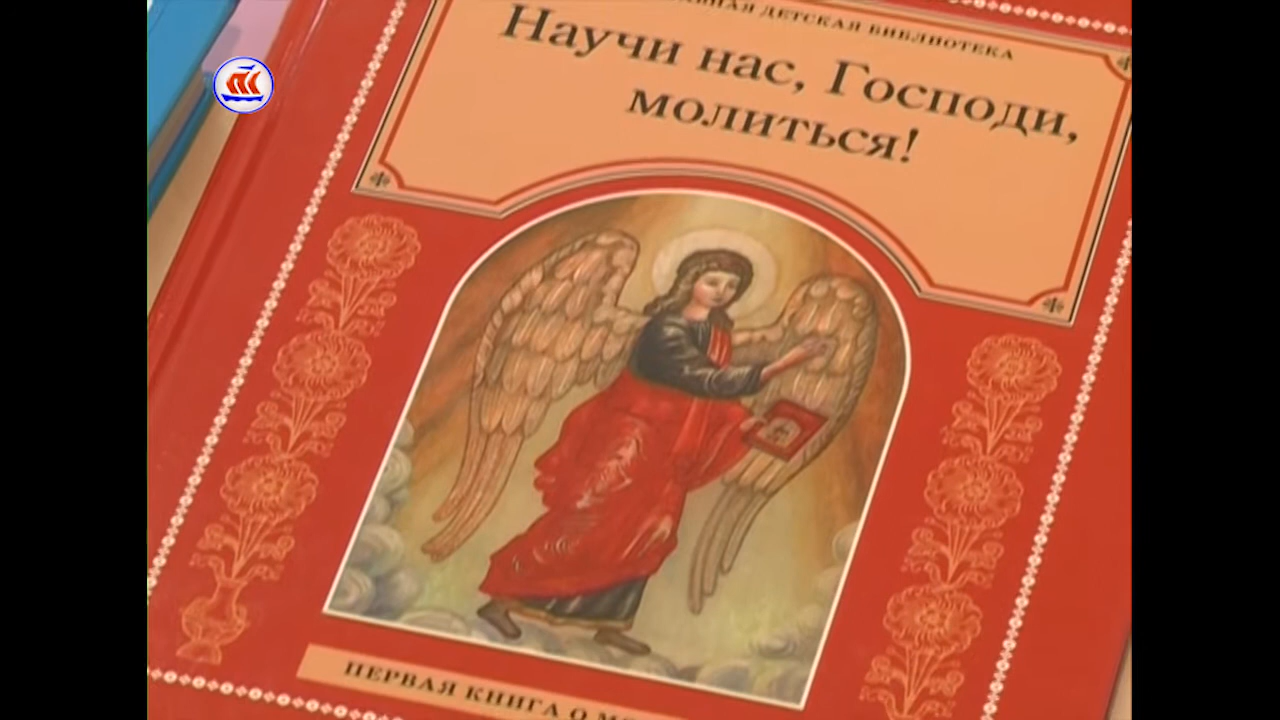 ДЕТСКАЯ БИБЛИОТЕКА
Научи нас, Господи,
молиться!
ПЕРВАЯ КНИГА О